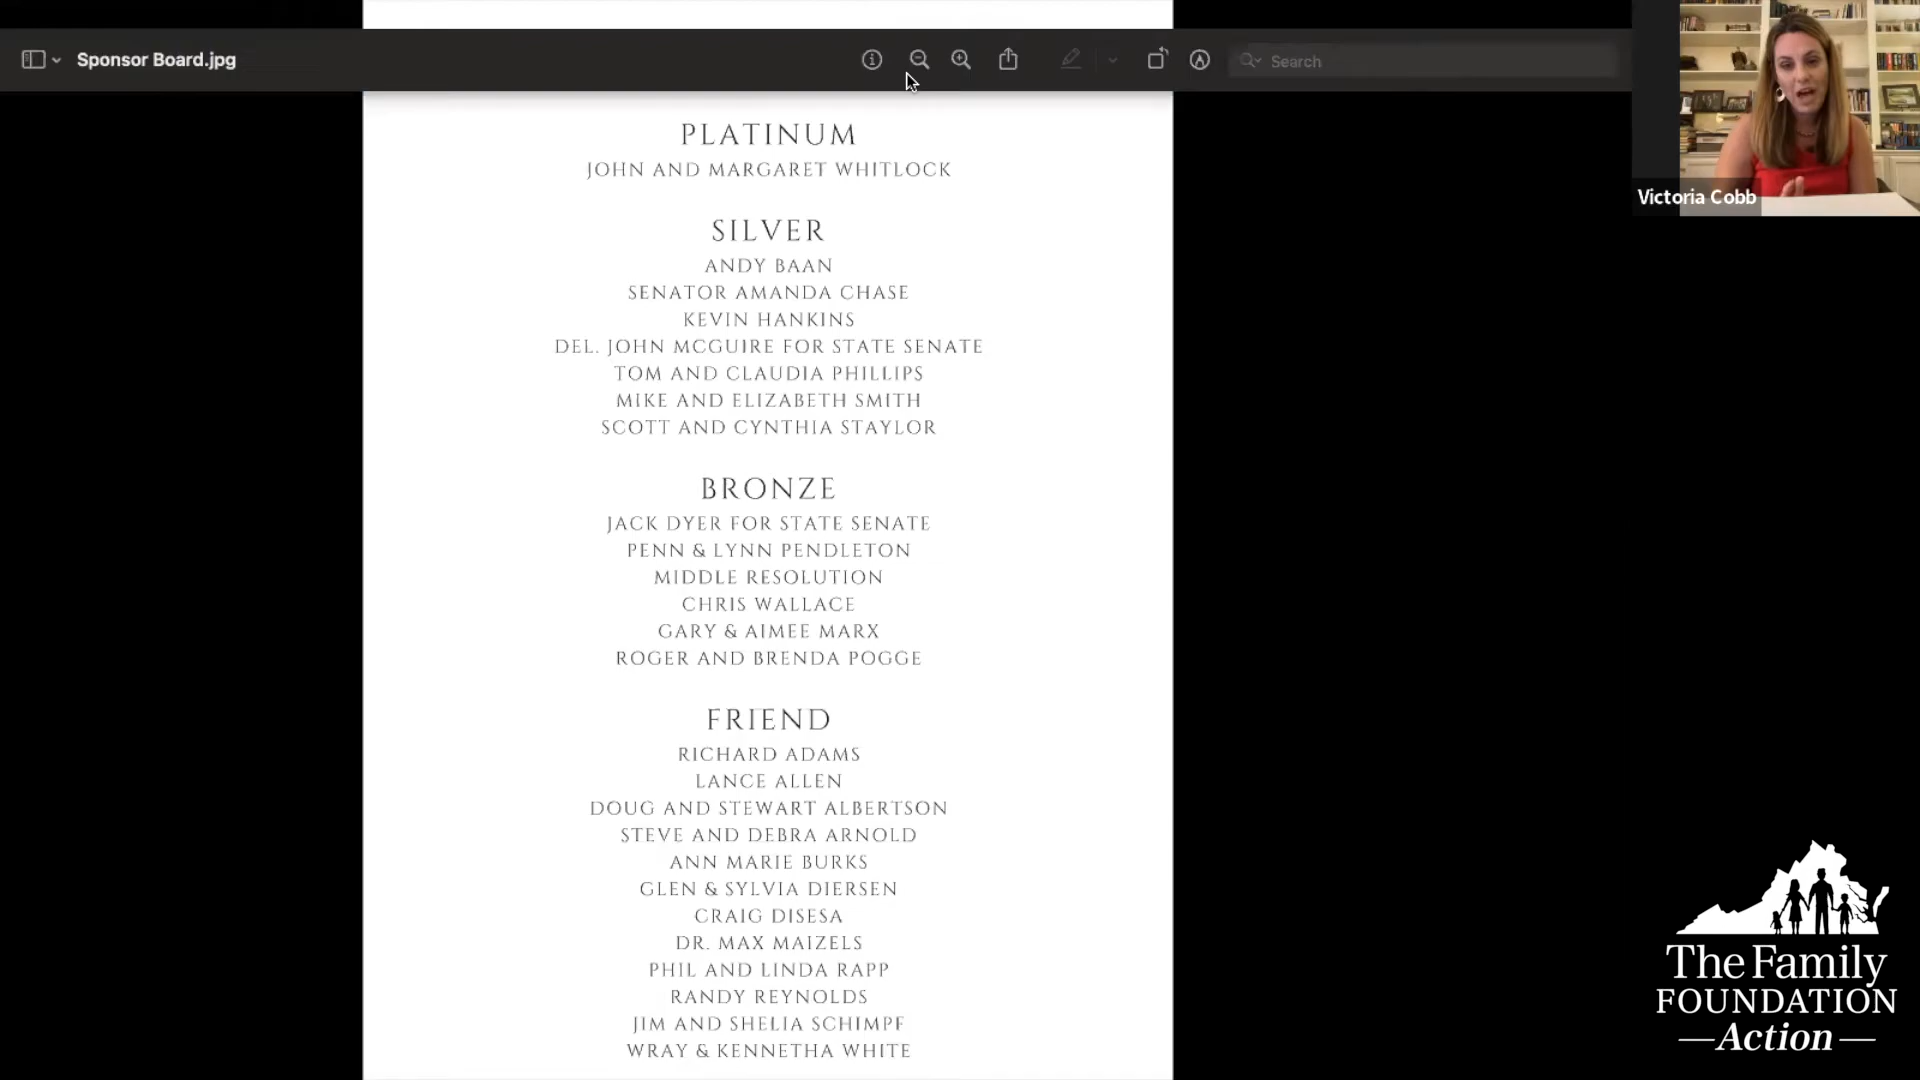 Sponsor Board.jpg
Search
Victoria Cobb
PLATINUM
JOHN AND MARGARET WHITLOCK
SILVER
ANDY BAAN
SENATOR AMANDA CHASE
KEVIN HANKINS
DEL. JOHN MCGUIRE FOR STATE SENATE
TOM AND CLAUDIA PHILLIPS
MIKE AND ELIZABETH SMITH
SCOTT AND CYNTHIA STAYLOR
BRONZE
JACK DYER FOR STATE SENATE
PENN & LYNN PENDLETON
MIDDLE RESOLUTION
CHRIS WALLACE
GARY & AIMEE MARX
ROGER AND BRENDA POGGE
FRIEND
RICHARD ADAMS
LANCE ALLEN
DOUG AND STEWART ALBERTSON
STEVE AND DEBRA ARNOLD
ANN MARIE BURKS
GLEN & SYLVIA DIERSEN
CRAIG DISESA
DR. MAX MAIZELS
PHIL AND LINDA RAPP
RANDY REYNOLDS
JIM AND SHELIA SCHIMPF
WRAY & KENNETHA WHITE
The Family
FOUNDATION
—Action—